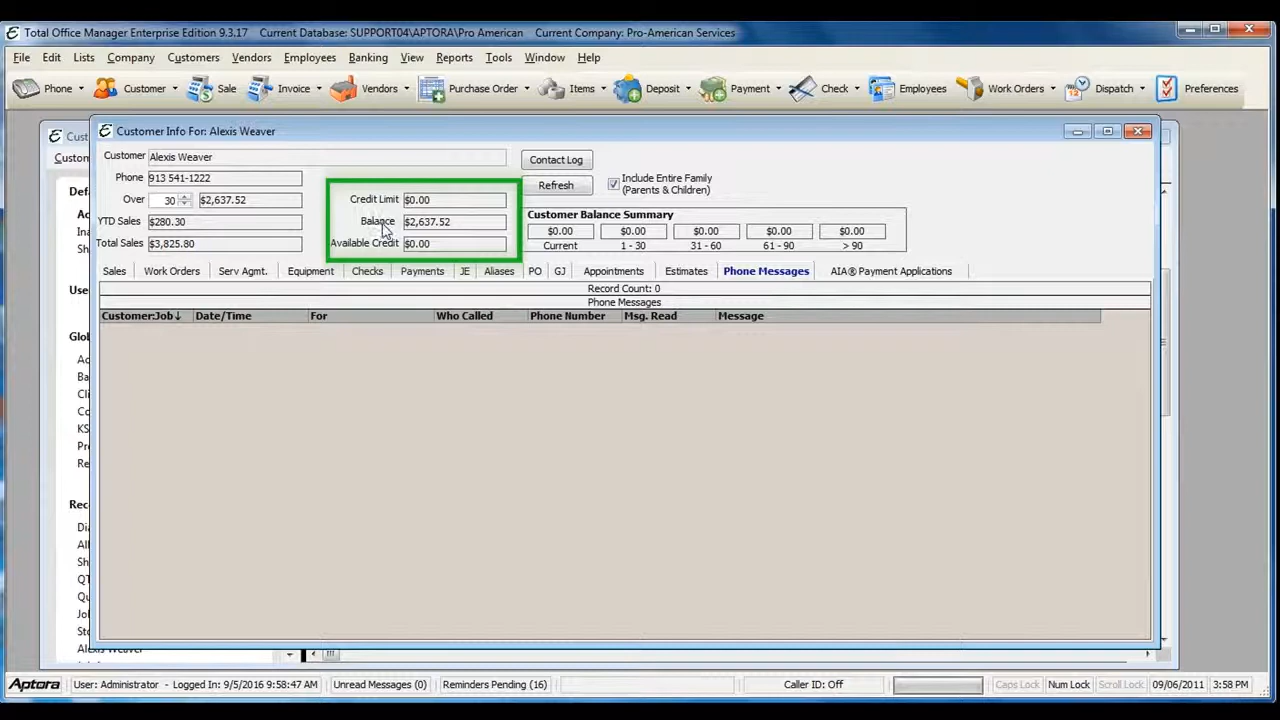 Total Office Manager Enterprise Edition 9.3.17 Current Database: SUPPORT04\APTORA\Pro American Current Company: Pro-American Services
File Edit Lists Company Customers Vendors Employees Banking View Reports Tools Window Help
Phone Customer Sale Invoice Vendors Purchase Order Items Deposit Payment Check Employees Work Orders Dispatch Preferences
Customer Info For: Alexis Weaver
Customer Alexis Weaver Contact Log
Phone 913 541-1222 Refresh Include Entire Family
(Parents & Children)
Over 30 $2,637.52 Credit Limit $0.00
Customer Balance Summary
YTD Sales $280.30 Balance $2,637.52 $0.00 $0.00 $0.00 $0.00 $0.00
Total Sales $3,825.80 Available Credit $0.00 Current 1 - 30 31 - 60 61 - 90 > 90
Sales Work Orders Serv Agmt. Equipment Checks Payments JE Aliases PO GJ Appointments Estimates Phone Messages AIA® Payment Applications
Record Count: 0
Phone Messages
Customer:Job Date/Time For Who Called Phone Number Msg. Read Message
Alexis Weaver
Aptora User: Administrator - Logged In: 9/5/2016 9:58:47 AM Unread Messages (0) Reminders Pending (16) Caller ID: Off Caps Lock Num Lock Scroll Lock 09/06/2011 3:58 PM